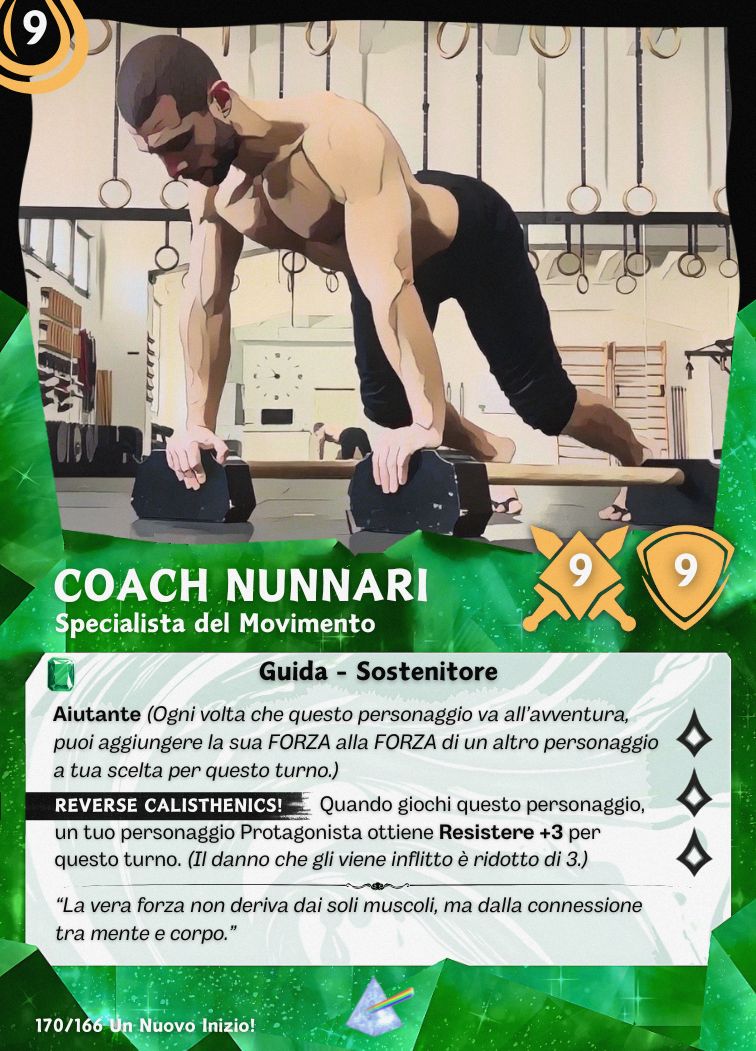 9
COACH NUNNARI
Specialista del Movimento
9
9
Guida - Sostenitore
Aiutante (Ogni volta che questo personaggio va all’avventura,
puoi aggiungere la sua FORZA alla FORZA di un altro personaggio
a tua scelta per questo turno.)
REVERSE CALISTHENICS! Quando giochi questo personaggio,
un tuo personaggio Protagonista ottiene Resistere +3 per
questo turno. (Il danno che gli viene inflitto è ridotto di 3.)
“La vera forza non deriva dai soli muscoli, ma dalla connessione
tra mente e corpo.”
170/166 Un Nuovo Inizio!